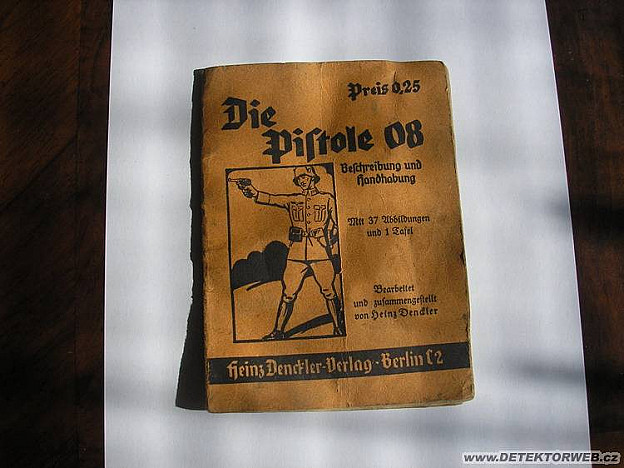 Preis 0,25
Die
Pistole 08
Beschreibung und
Handhabung
Mit 37 Abbildungen
und 1 Tafel
Bearbeitet
und zusammengestellt
von Heinz Denckler
Heinz Denckler-Verlag · Berlin C2
www.DETEKTORWEB.cz